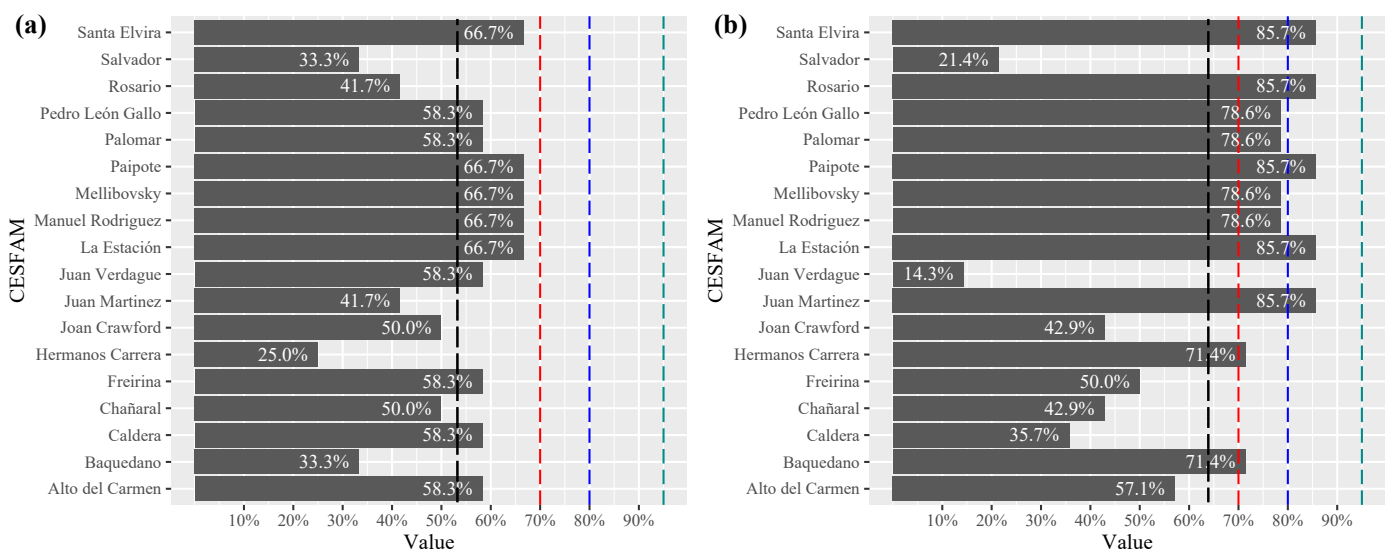 (a)
Santa Elvira 66.7%
Salvador 33.3%
Rosario 41.7%
Pedro León Gallo 58.3%
Palomar 58.3%
Paipote 66.7%
Mellibovsky 66.7%
Manuel Rodriguez 66.7%
La Estación 66.7%
Juan Verdague 58.3%
Juan Martinez 41.7%
Joan Crawford 50.0%
Hermanos Carrera 25.0%
Freirina 58.3%
Chañaral 50.0%
Caldera 58.3%
Baquedano 33.3%
Alto del Carmen 58.3%
CESFAM
10% 20% 30% 40% 50% 60% 70% 80% 90%
Value
(b)
Santa Elvira 85.7%
Salvador 21.4%
Rosario 85.7%
Pedro León Gallo 78.6%
Palomar 78.6%
Paipote 85.7%
Mellibovsky 78.6%
Manuel Rodriguez 78.6%
La Estación 85.7%
Juan Verdague 14.3%
Juan Martinez 85.7%
Joan Crawford 42.9%
Hermanos Carrera 71.4%
Freirina 50.0%
Chañaral 42.9%
Caldera 35.7%
Baquedano 71.4%
Alto del Carmen 57.1%
CESFAM
10% 20% 30% 40% 50% 60% 70% 80% 90%
Value